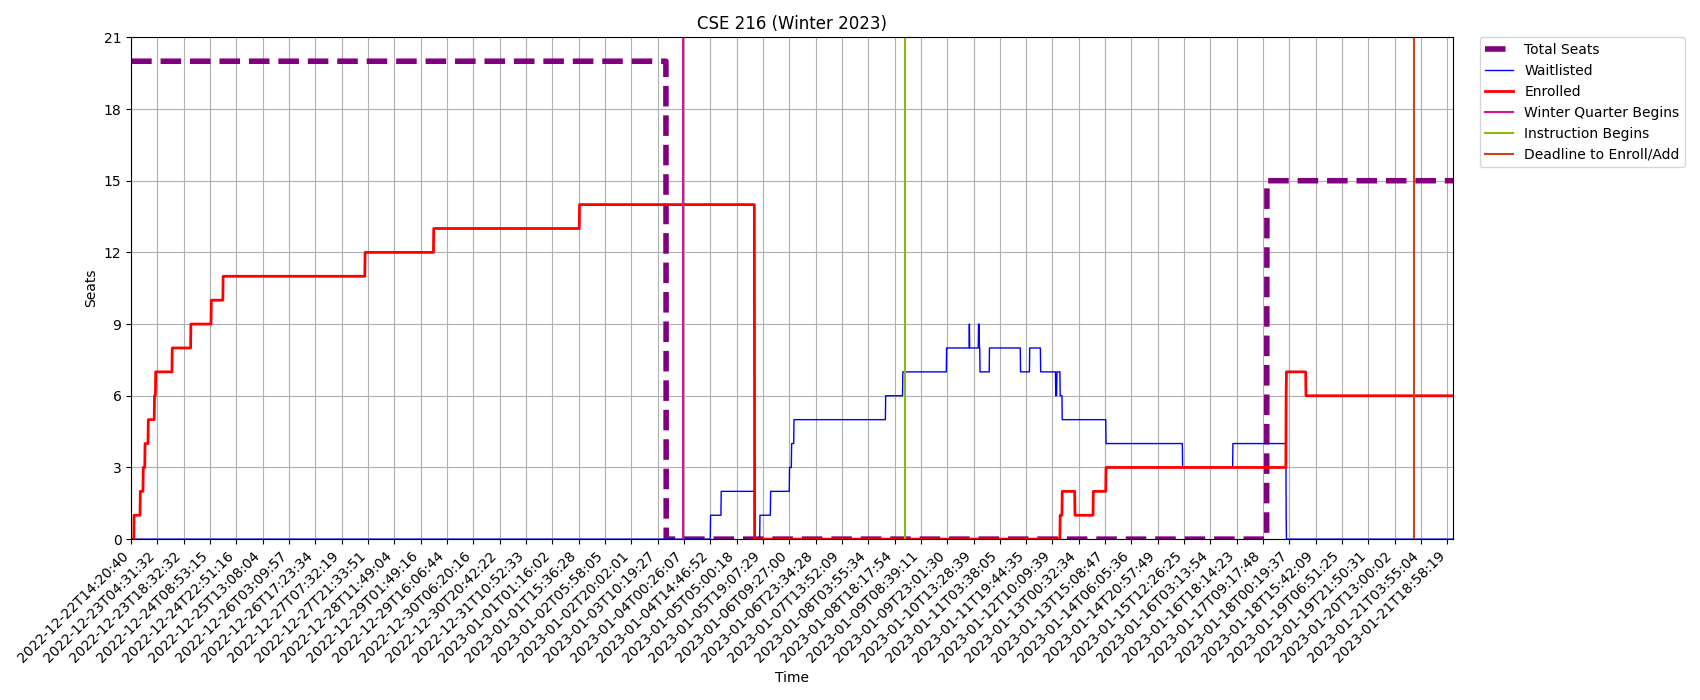 CSE 216 (Winter 2023)
21
18
15
12
9
6
3
0
Seats
Total Seats
Waitlisted
Enrolled
Winter Quarter Begins
Instruction Begins
Deadline to Enroll/Add
2022-12-22T14:20:40
2022-12-23T04:31:32
2022-12-23T18:32:32
2022-12-24T08:53:15
2022-12-24T22:51:16
2022-12-25T13:08:04
2022-12-26T03:09:57
2022-12-26T17:23:34
2022-12-27T07:32:19
2022-12-27T21:33:51
2022-12-28T11:49:04
2022-12-29T01:49:16
2022-12-29T16:06:44
2022-12-30T06:20:16
2022-12-30T20:42:22
2022-12-31T10:52:33
2023-01-01T01:16:02
2023-01-01T15:36:28
2023-01-02T05:58:05
2023-01-02T20:02:01
2023-01-03T10:19:27
2023-01-04T00:26:07
2023-01-04T14:46:52
2023-01-05T05:00:18
2023-01-05T19:07:29
2023-01-06T09:27:00
2023-01-06T23:34:28
2023-01-07T13:52:09
2023-01-08T03:55:34
2023-01-08T18:17:54
2023-01-09T08:39:11
2023-01-09T23:01:30
2023-01-10T13:28:39
2023-01-11T03:38:05
2023-01-11T19:44:35
2023-01-12T10:09:39
2023-01-13T00:32:34
2023-01-13T15:08:47
2023-01-14T06:05:36
2023-01-14T20:57:49
2023-01-15T12:26:25
2023-01-16T03:13:54
2023-01-16T18:14:23
2023-01-17T09:17:48
2023-01-18T00:19:37
2023-01-18T15:42:09
2023-01-19T06:51:25
2023-01-19T21:50:31
2023-01-20T13:00:02
2023-01-21T03:55:04
2023-01-21T18:58:19
Time